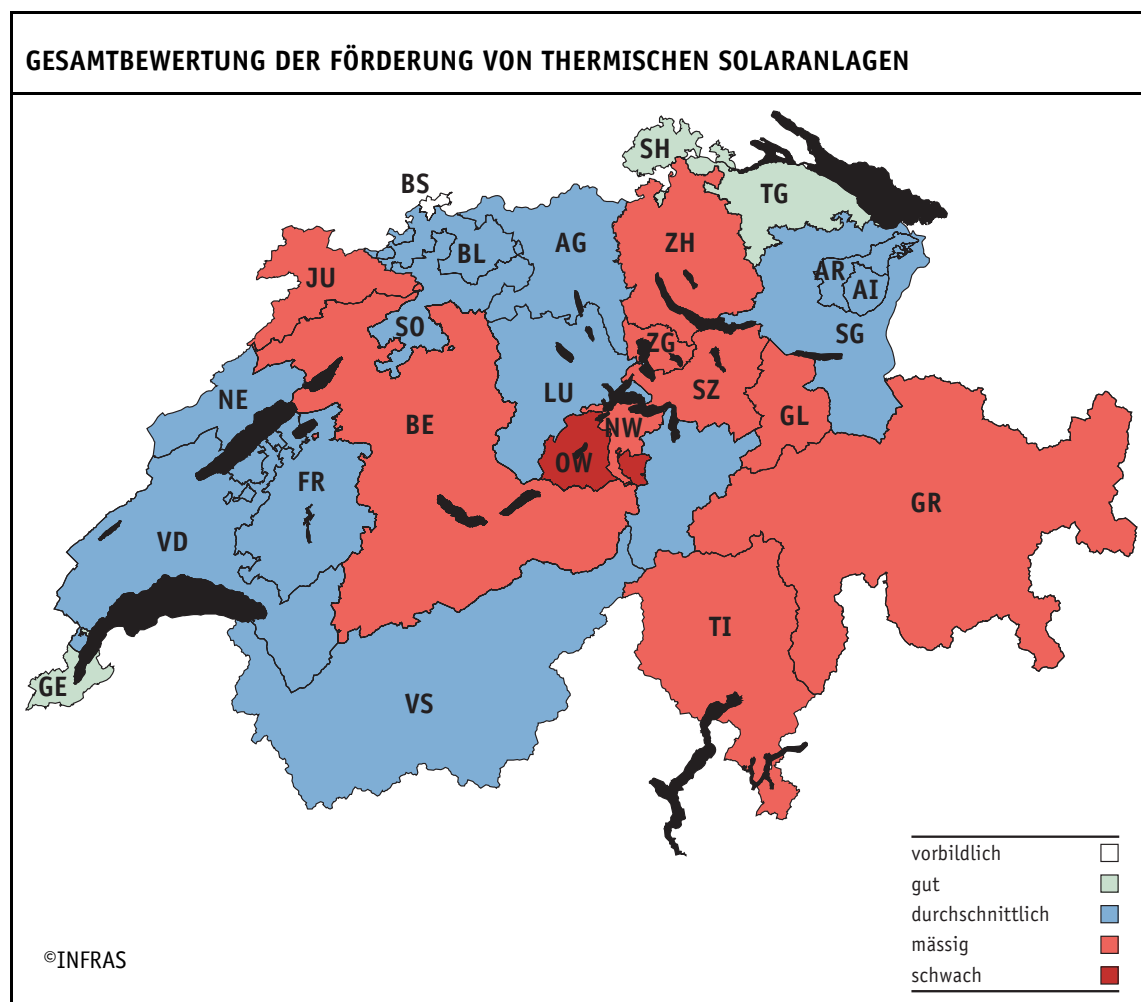 GESAMTBEWERTUNG DER FÖRDERUNG VON THERMISCHEN SOLARANLAGEN
SH
BS
TG
AG
ZH
BL
JU
AR
AI
SO
SG
ZG
NE
LU
SZ
BE
NW
GL
OW
FR
GR
VD
TI
GE
VS
vorbildlich
gut
durchschnittlich
mässig
schwach
©INFRAS